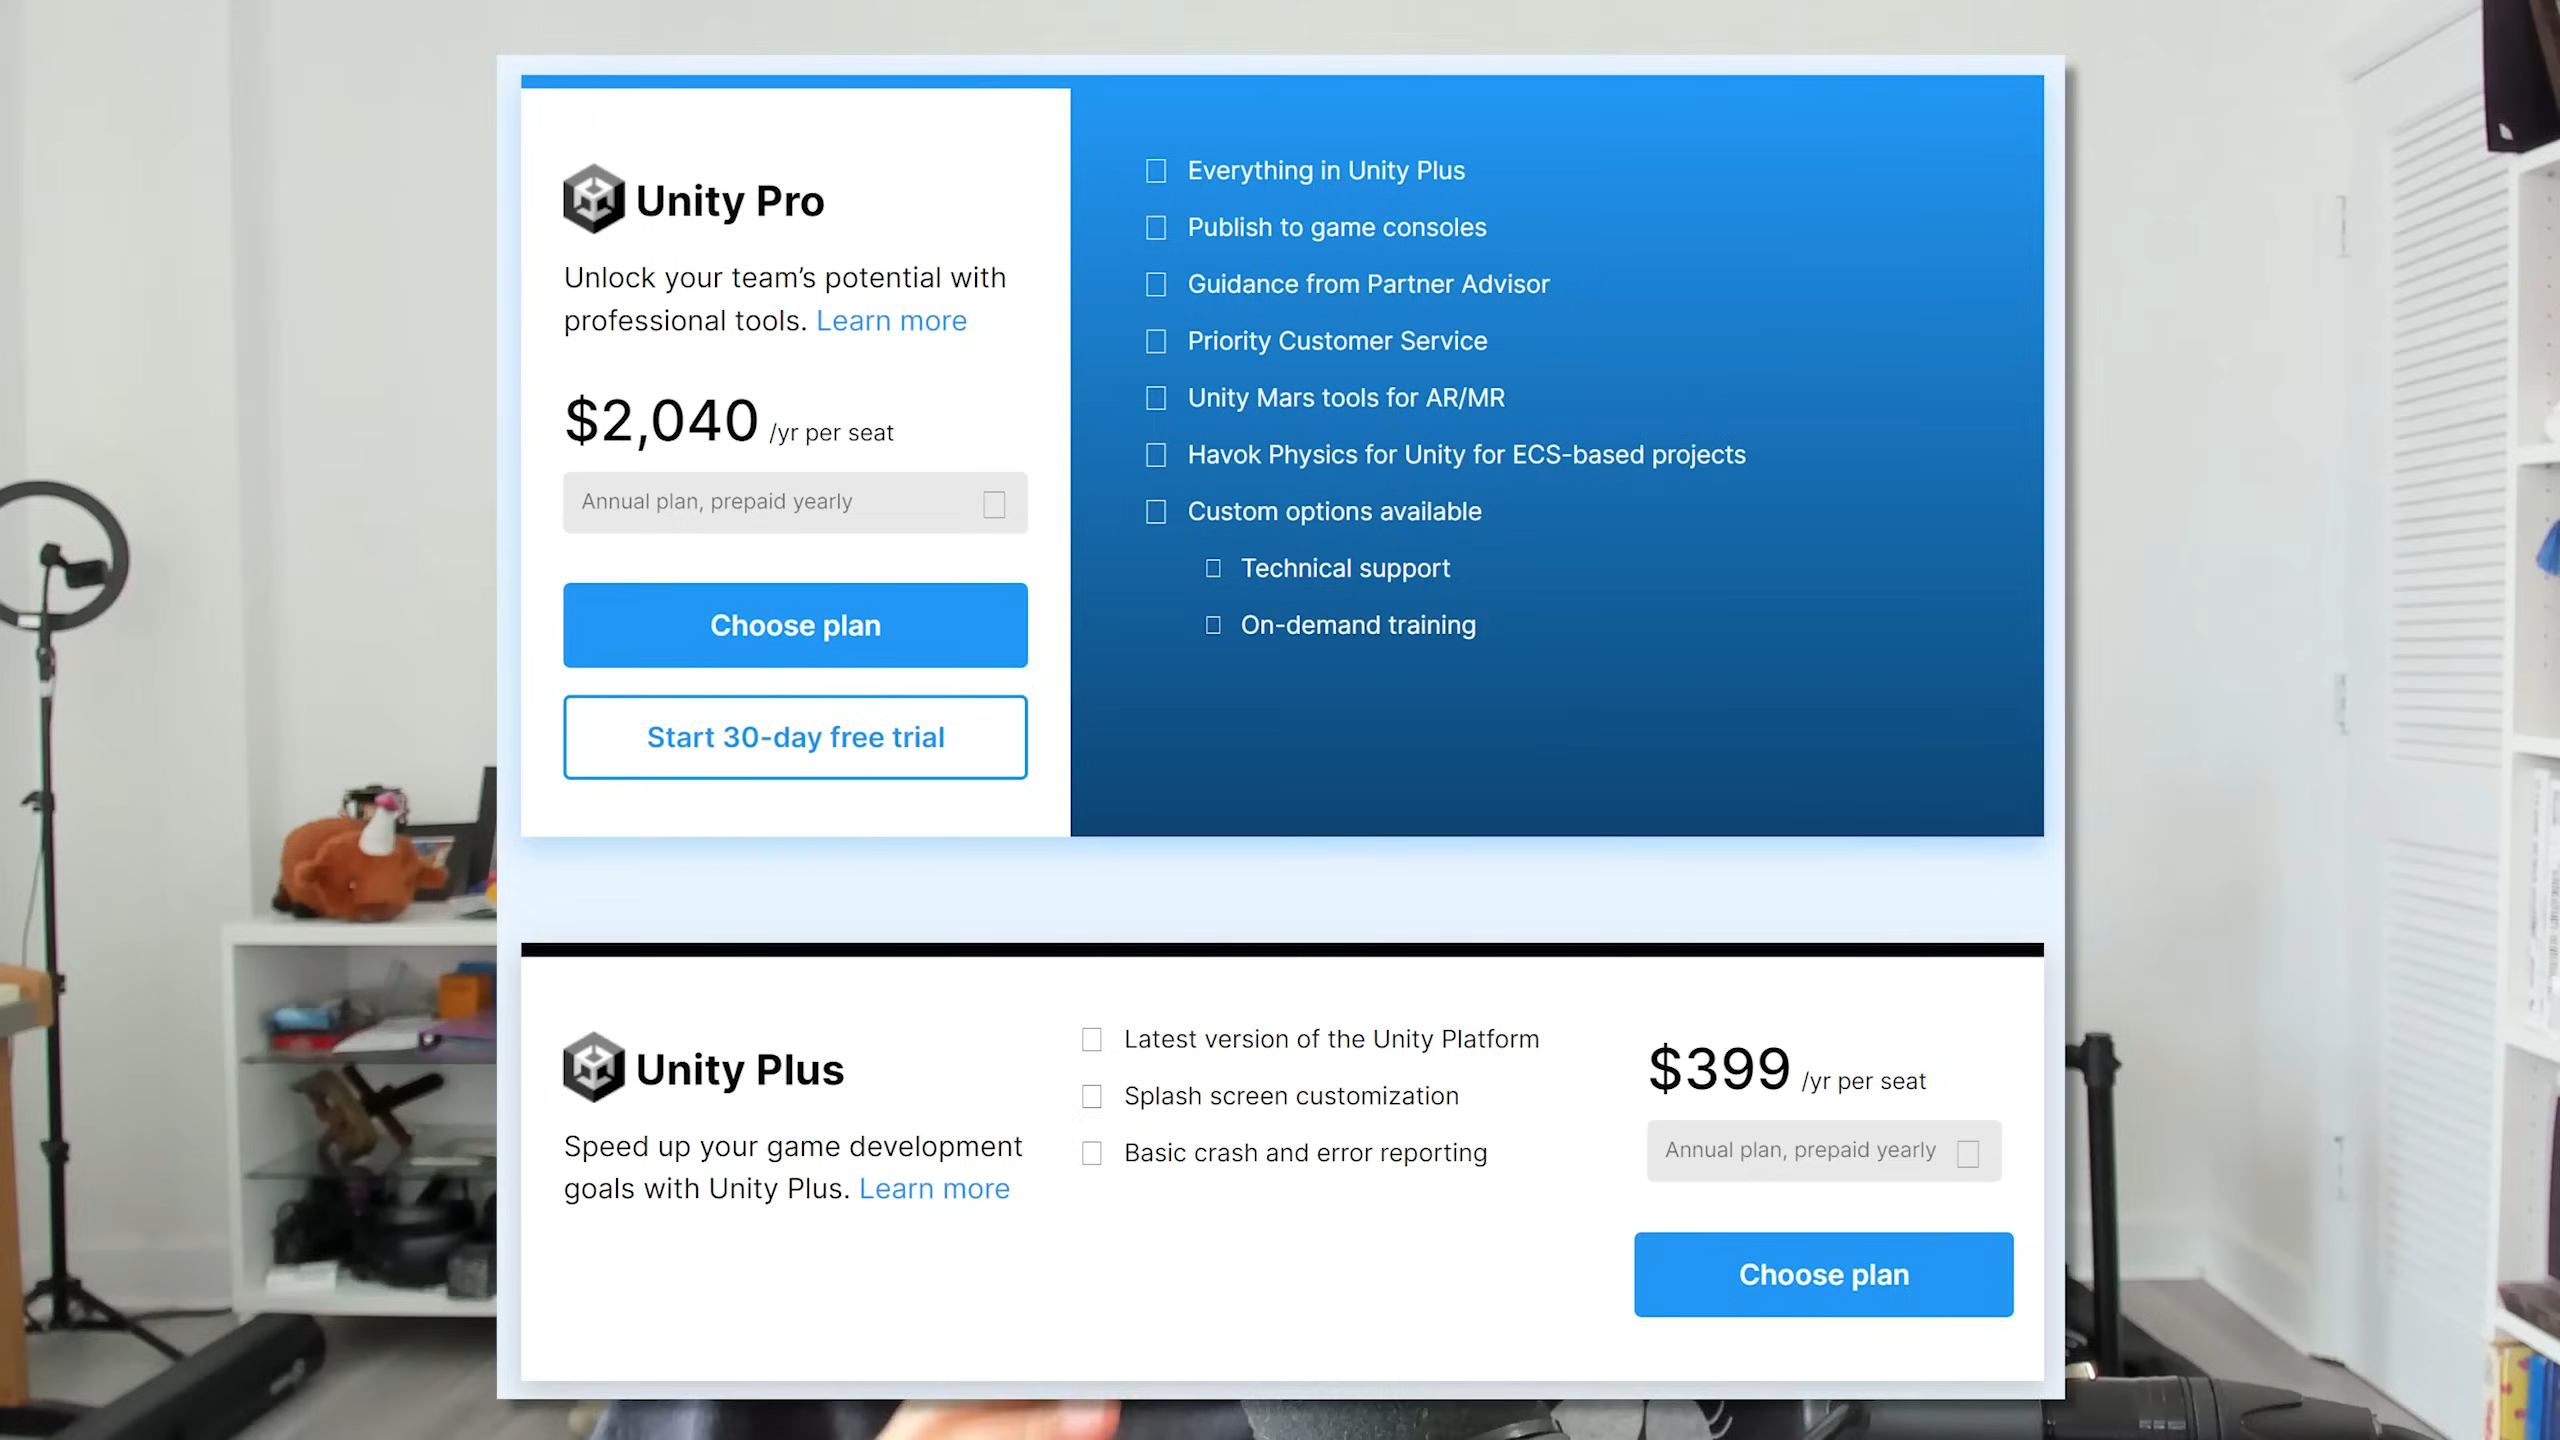 Unity Pro
Unlock your team's potential with
professional tools. Learn more
$2,040 /yr per seat
Annual plan, prepaid yearly
Choose plan
Start 30-day free trial
Everything in Unity Plus
Publish to game consoles
Guidance from Partner Advisor
Priority Customer Service
Unity Mars tools for AR/MR
Havok Physics for Unity for ECS-based projects
Custom options available
Technical support
On-demand training
Unity Plus
Speed up your game development
goals with Unity Plus. Learn more
Latest version of the Unity Platform
Splash screen customization
Basic crash and error reporting
$399 /yr per seat
Annual plan, prepaid yearly
Choose plan